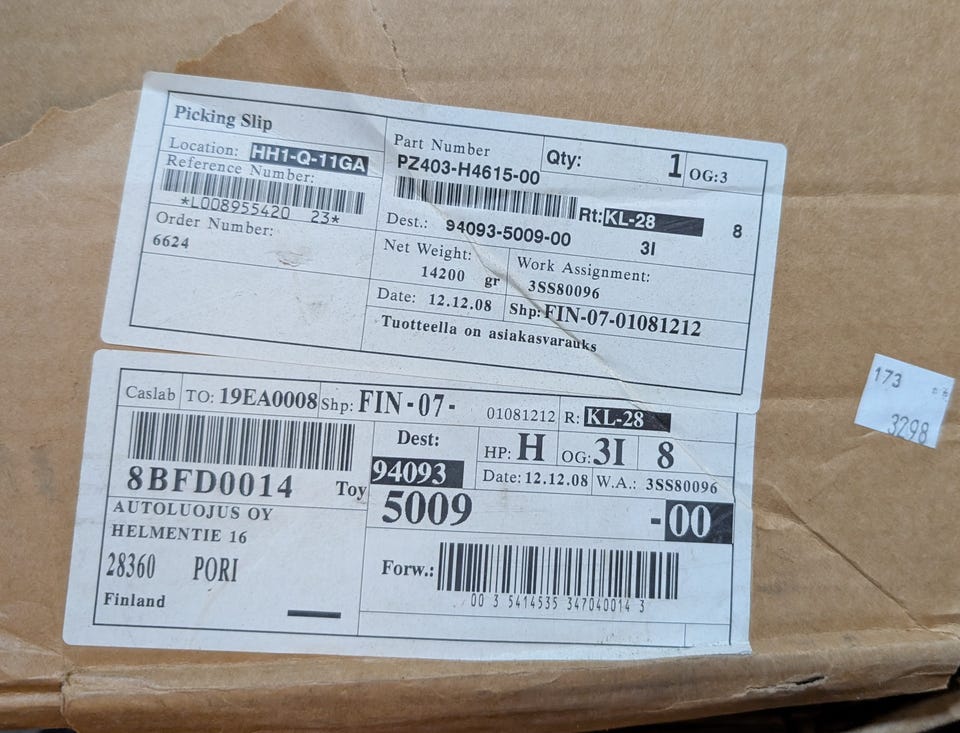 Picking Slip
Location: HH1-Q-11GA
Reference Number:
*L008955420 23*
Order Number:
6624
Part Number
PZ403-H4615-00
Qty: 1 OG:3
Rt: KL-28 8
Dest.: 94093-5009-00 3I
Net Weight:
14200 gr
Work Assignment:
3SS80096
Date: 12.12.08 Shp: FIN-07-01081212
Tuotteella on asiakasvarauks
Caslab TO: 19EA0008 Shp: FIN-07- 01081212 R: KL-28
8BFD0014 Toy
AUTOLUOJUS OY
HELMENTIE 16
28360 PORI
Finland
Dest:
94093
5009 -00
HP: H OG: 3I 8
Date: 12.12.08 W.A.: 3SS80096
Forw.:
00 3 5414535 347040014 3
173
3298